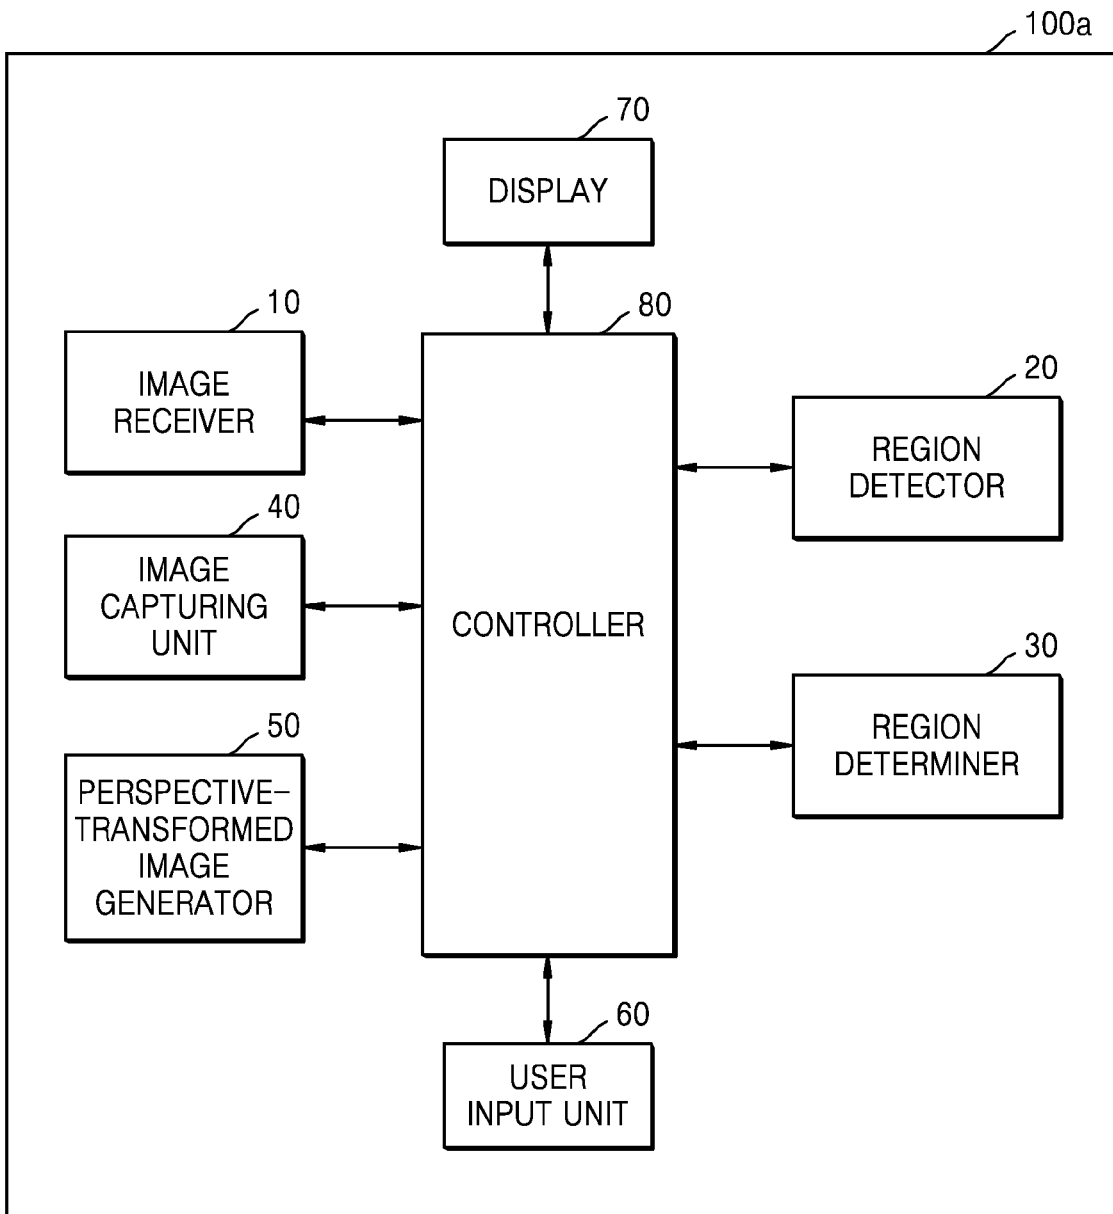 100a
70
DISPLAY
10
IMAGE
RECEIVER
80
CONTROLLER
20
REGION
DETECTOR
40
IMAGE
CAPTURING
UNIT
30
REGION
DETERMINER
50
PERSPECTIVE-
TRANSFORMED
IMAGE
GENERATOR
60
USER
INPUT UNIT